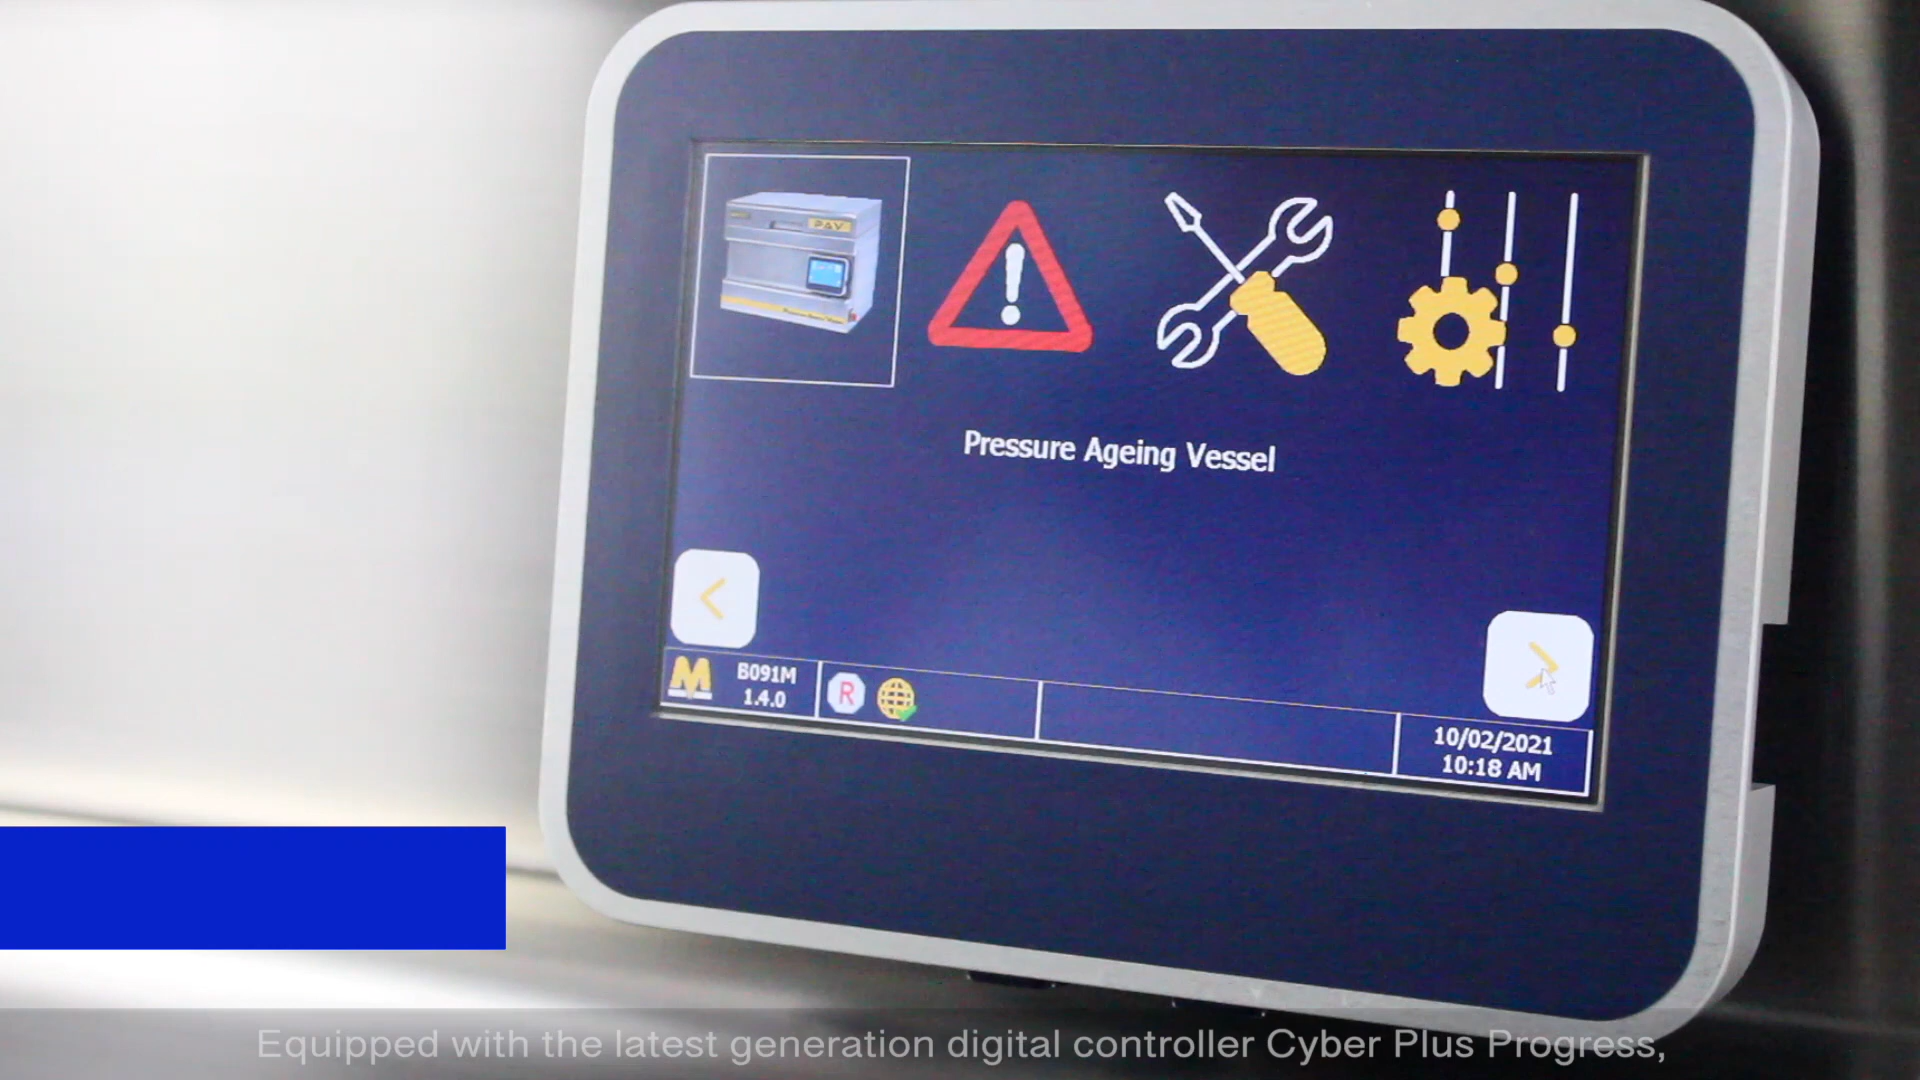 PAV
Pressure Ageing Vessel
B091M
1.4.0
R
10/02/2021
10:18 AM
Equipped with the latest generation digital controller Cyber Plus Progress,